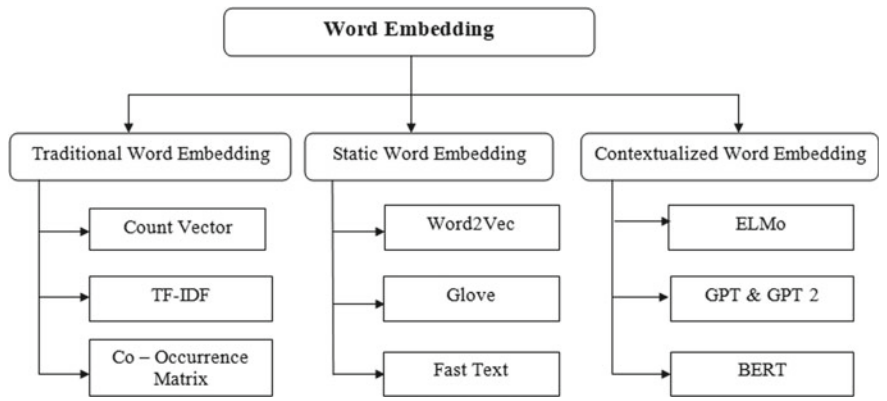 Word Embedding
Traditional Word Embedding
Static Word Embedding
Contextualized Word Embedding
Count Vector
Word2Vec
ELMo
TF-IDF
Glove
GPT & GPT 2
Co – Occurrence
Matrix
Fast Text
BERT